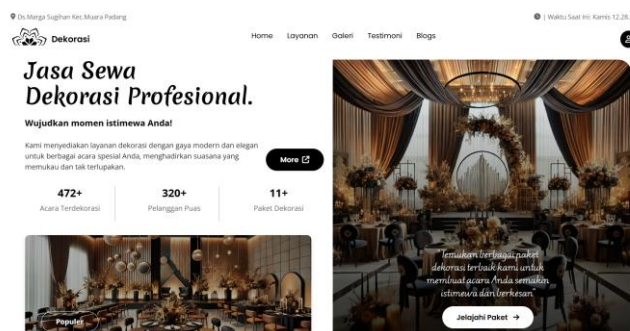 Ds.Marga Sugihan Kec.Muara Padang
| Waktu Saat Ini: Kamis 12.28.
Dekorasi
Home Layanan Galeri Testimoni Blogs
Jasa Sewa
Dekorasi Profesional.
Wujudkan momen istimewa Anda!
Kami menyediakan layanan dekorasi dengan gaya modern dan elegan
untuk berbagai acara spesial Anda, menghadirkan suasana yang
memukau dan tak terlupakan.
More
472+ 320+ 11+
Acara Terdekorasi Pelanggan Puas Paket Dekorasi
Populer
"Temukan berbagai paket
dekorasi terbaik kami untuk
membuat acara Anda semakin
istimewa dan berkesan"
Jelajahi Paket